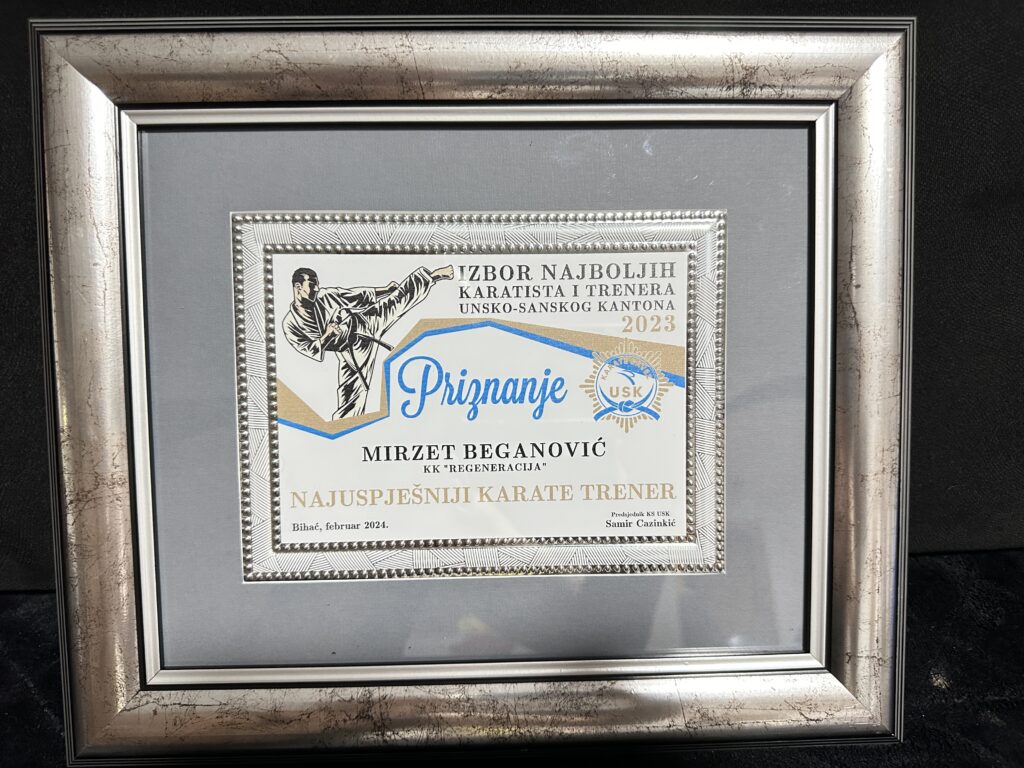 IZBOR NAJBOLJIH
KARATISTA I TRENERA
UNSKO-SANSKOG KANTONA
2023
Priznanje
USK
MIRZET BEGANOVIĆ
KK "REGENERACIJA"
NAJUSPJEŠNIJI KARATE TRENER
Bihać, februar 2024.
Predsjednik KS USK
Samir Cazinkić